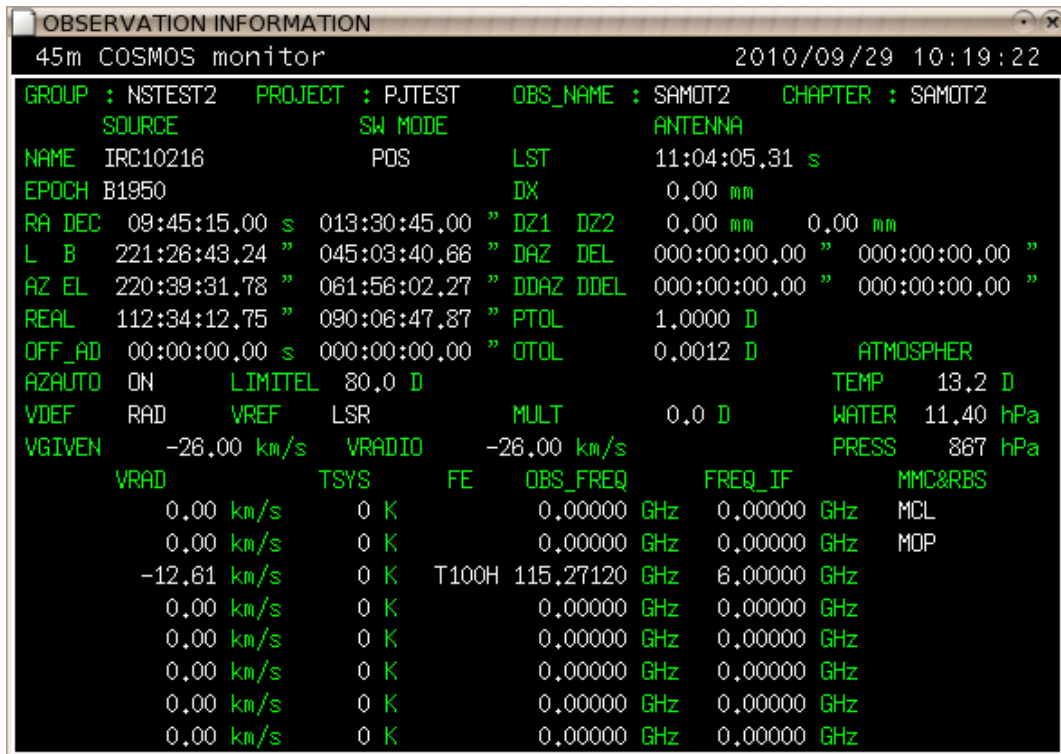 OBSERVATION INFORMATION
45m COSMOS monitor 2010/09/29 10:19:22
GROUP : NSTEST2 PROJECT : PJTEST OBS_NAME : SAMOT2 CHAPTER : SAMOT2
SOURCE SW MODE ANTENNA
NAME IRC10216 POS LST 11:04:05.31 s
EPOCH B1950 DX 0.00 mm
RA DEC 09:45:15.00 s 013:30:45.00 " DZ1 DZ2 0.00 mm 0.00 mm
L B 221:26:43.24 " 045:03:40.66 " DAZ DEL 000:00:00.00 " 000:00:00.00 "
AZ EL 220:39:31.78 " 061:56:02.27 " DDAZ DDEL 000:00:00.00 " 000:00:00.00 "
REAL 112:34:12.75 " 090:06:47.87 " PTOL 1.0000 D
OFF_AD 00:00:00.00 s 000:00:00.00 " OTOL 0.0012 D ATMOSPHER
AZAUTO ON LIMITEL 80.0 D TEMP 13.2 D
VDEF RAD VREF LSR MULT 0.0 D WATER 11.40 hPa
VGIVEN -26.00 km/s VRADIO -26.00 km/s PRESS 867 hPa
VRAD TSYS FE OBS_FREQ FREQ_IF MMC&RBS
0.00 km/s 0 K 0.00000 GHz 0.00000 GHz MCL
0.00 km/s 0 K 0.00000 GHz 0.00000 GHz MOP
-12.61 km/s 0 K T100H 115.27120 GHz 6.00000 GHz
0.00 km/s 0 K 0.00000 GHz 0.00000 GHz
0.00 km/s 0 K 0.00000 GHz 0.00000 GHz
0.00 km/s 0 K 0.00000 GHz 0.00000 GHz
0.00 km/s 0 K 0.00000 GHz 0.00000 GHz
0.00 km/s 0 K 0.00000 GHz 0.00000 GHz